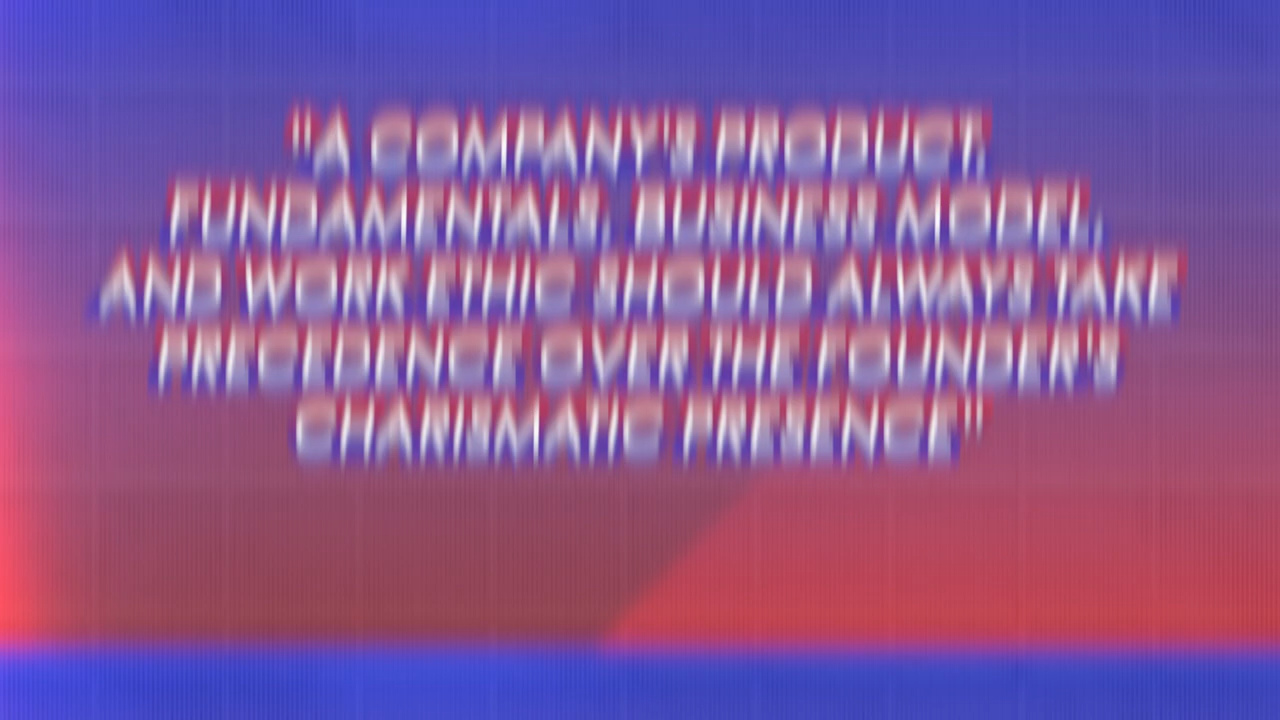 "A COMPANY'S PRODUCT,
FUNDAMENTALS, BUSINESS MODEL,
AND WORK ETHIC SHOULD ALWAYS TAKE
PRECEDENCE OVER THE FOUNDER'S
CHARISMATIC PRESENCE"